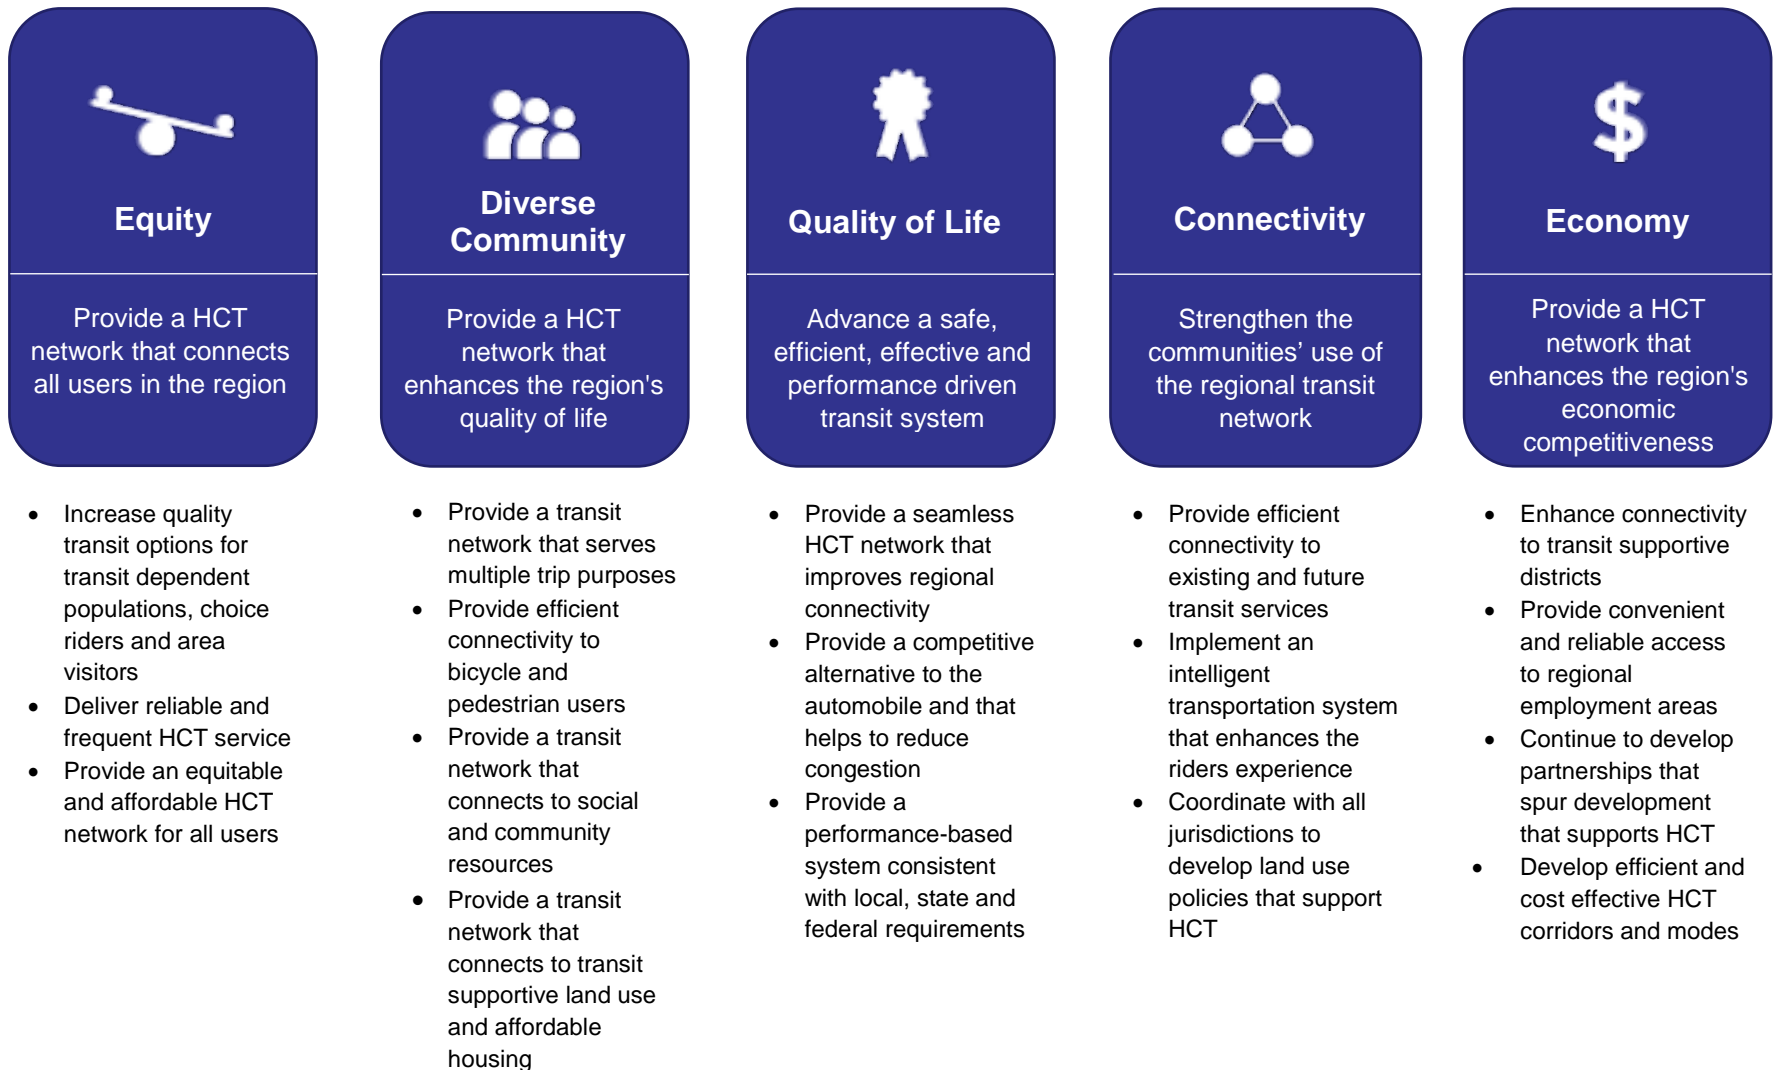 Equity
Provide a HCT
network that connects
all users in the region
• Increase quality
transit options for
transit dependent
populations, choice
riders and area
visitors
• Deliver reliable and
frequent HCT service
• Provide an equitable
and affordable HCT
network for all users
Diverse
Community
Provide a HCT
network that
enhances the region's
quality of life
• Provide a transit
network that serves
multiple trip purposes
• Provide efficient
connectivity to
bicycle and
pedestrian users
• Provide a transit
network that
connects to social
and community
resources
• Provide a transit
network that
connects to transit
supportive land use
and affordable
housing
Quality of Life
Advance a safe,
efficient, effective and
performance driven
transit system
• Provide a seamless
HCT network that
improves regional
connectivity
• Provide a competitive
alternative to the
automobile and that
helps to reduce
congestion
• Provide a
performance-based
system consistent
with local, state and
federal requirements
Connectivity
Strengthen the
communities’ use of
the regional transit
network
• Provide efficient
connectivity to
existing and future
transit services
• Implement an
intelligent
transportation system
that enhances the
riders experience
• Coordinate with all
jurisdictions to
develop land use
policies that support
HCT
$
Economy
Provide a HCT
network that
enhances the region's
economic
competitiveness
• Enhance connectivity
to transit supportive
districts
• Provide convenient
and reliable access
to regional
employment areas
• Continue to develop
partnerships that
spur development
that supports HCT
• Develop efficient and
cost effective HCT
corridors and modes